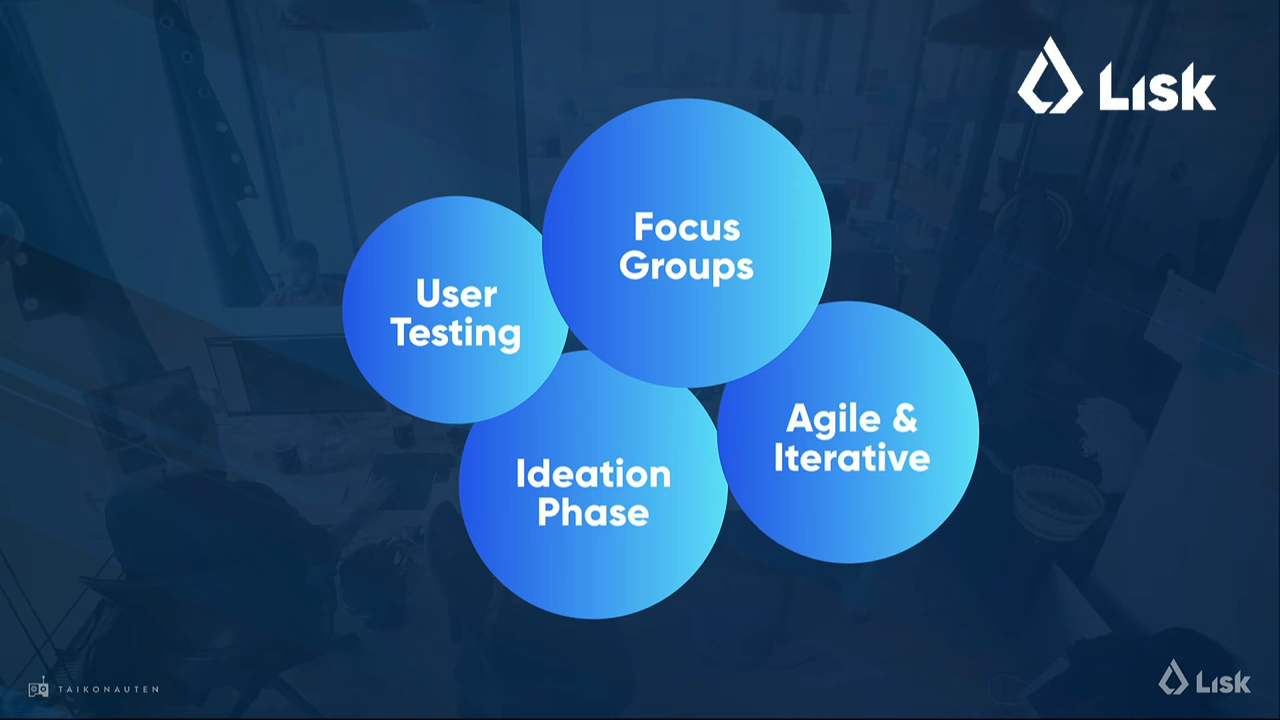 Lisk
Focus
Groups
User
Testing
Agile &
Iterative
Ideation
Phase
TAIKONAUTEN
Lisk